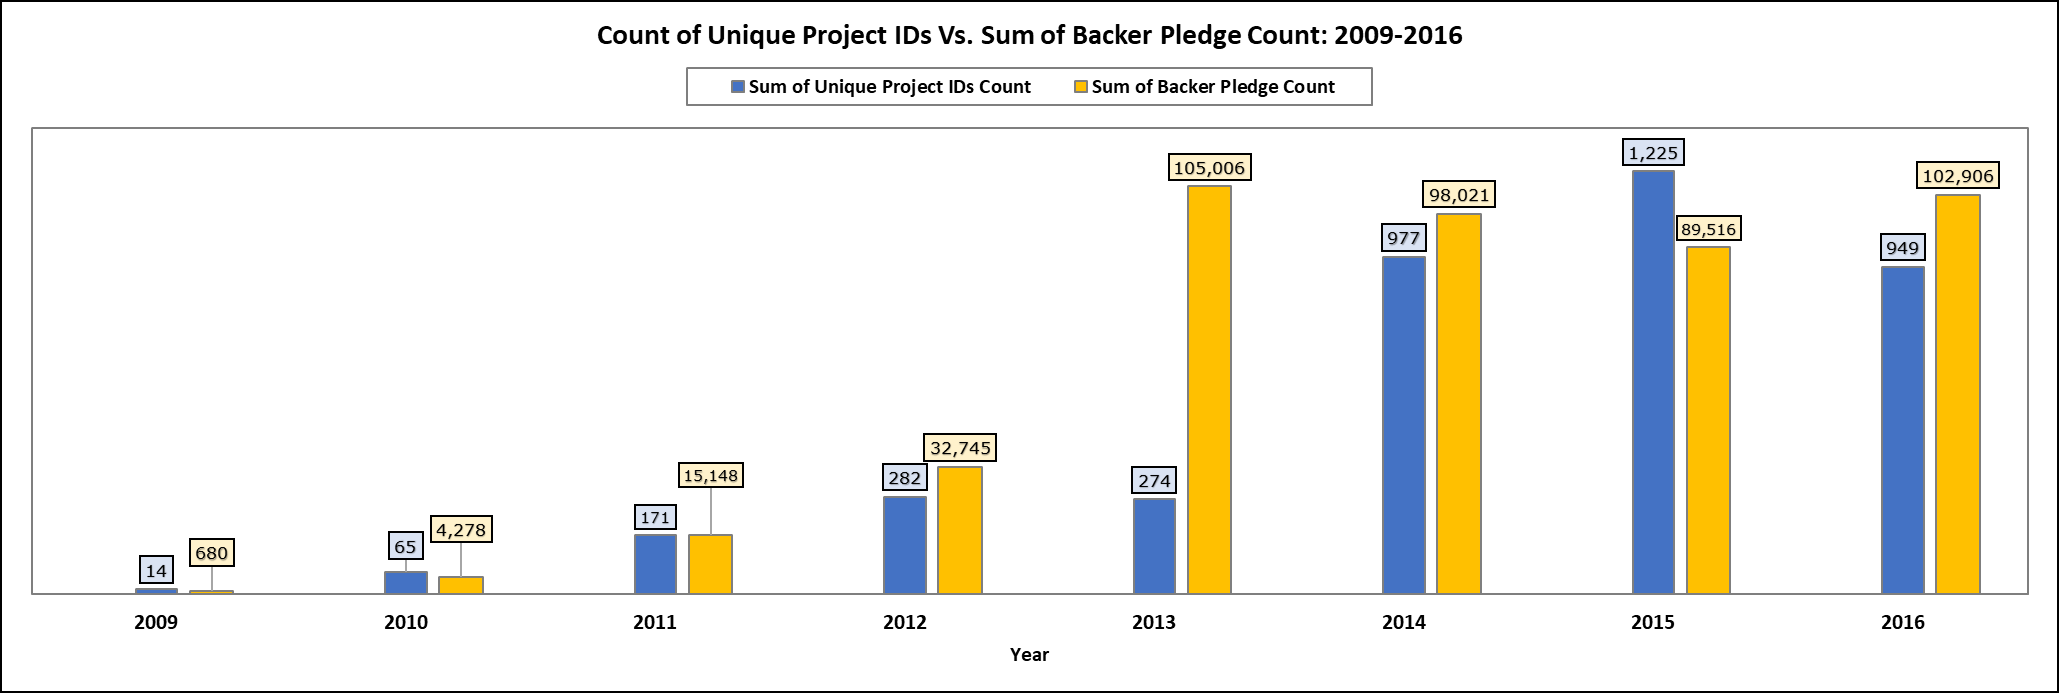 Count of Unique Project IDs Vs. Sum of Backer Pledge Count: 2009-2016
Sum of Unique Project IDs Count Sum of Backer Pledge Count
14 680 65 4,278 171 15,148 282 32,745 274 105,006 977 98,021 1,225 89,516 949 102,906
2009 2010 2011 2012 2013 2014 2015 2016
Year